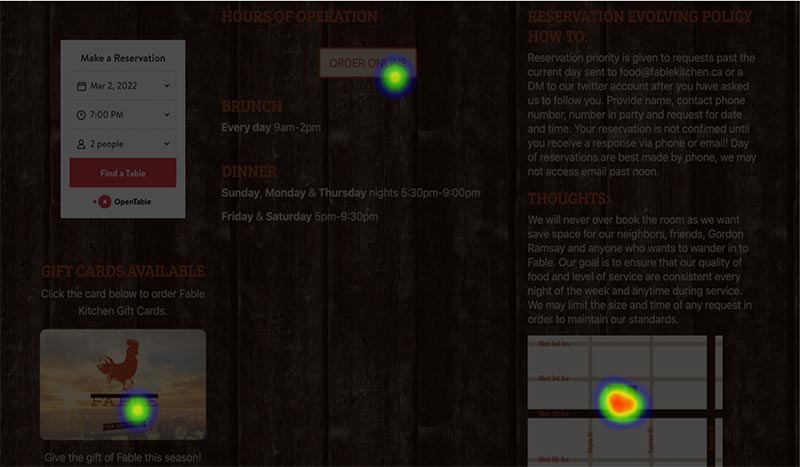 Make a Reservation
Mar 2, 2022
7:00 PM
2 people
Find a Table
OpenTable
GIFT CARDS AVAILABLE
Click the card below to order Fable
Kitchen Gift Cards.
FABLE
Give the gift of Fable this season!
HOURS OF OPERATION
ORDER ONLINE
BRUNCH
Every day 9am-2pm
DINNER
Sunday, Monday & Thursday nights 5:30pm-9:00pm
Friday & Saturday 5pm-9:30pm
RESERVATION EVOLVING POLICY
HOW TO:
Reservation priority is given to requests past the
current day sent to food@fablekitchen.ca or a
DM to our twitter account after you have asked
us to follow you. Provide name, contact phone
number, number in party and request for date
and time. Your reservation is not confimed until
you receive a response via phone or email! Day
of reservations are best made by phone, we may
not access email past noon.
THOUGHTS:
We will never over book the room as we want
save space for our neighbors, friends, Gordon
Ramsay and anyone who wants to wander in to
Fable. Our goal is to ensure that our quality of
food and level of service are consistent every
night of the week and anytime during service.
We may limit the size and time of any request in
order to maintain our standards.
West 2nd Ave
West 3rd Ave
West 4th Ave
West 5th Ave